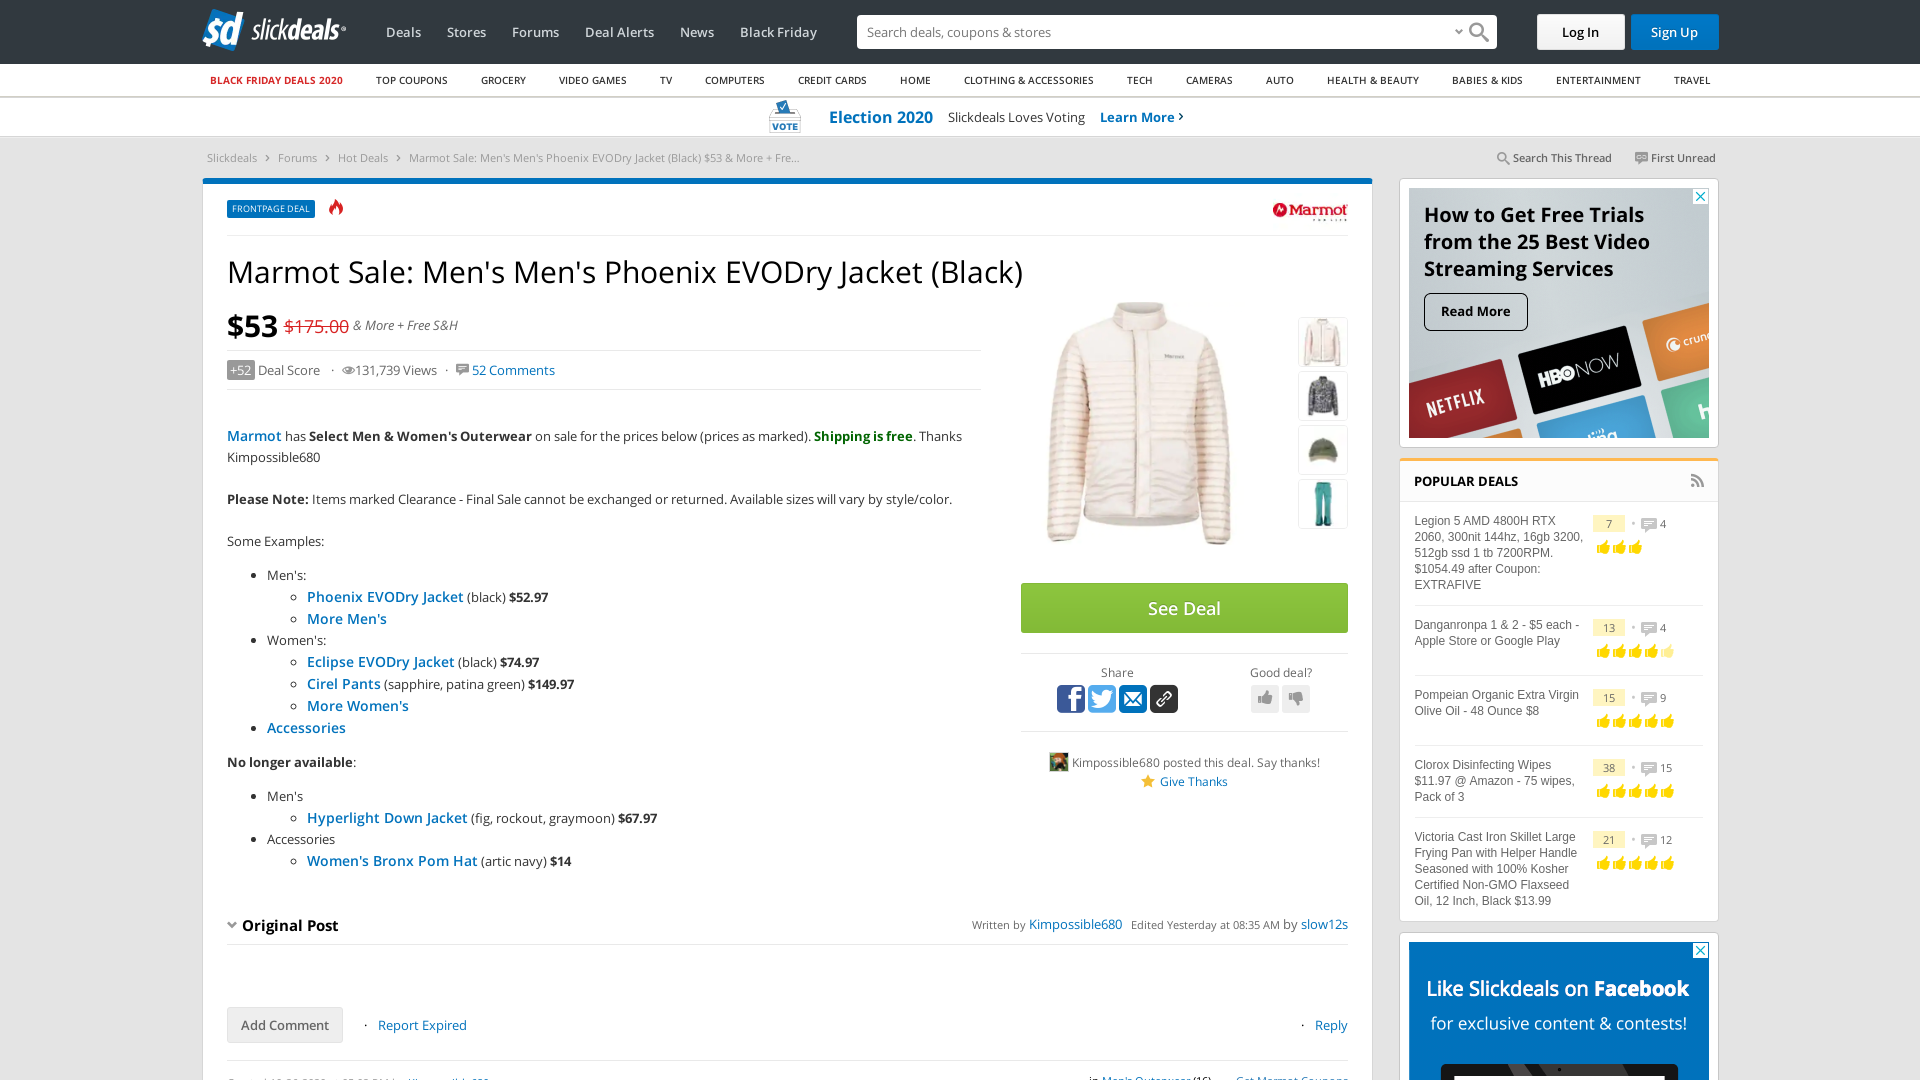 slickdeals
Deals
Stores
Forums
Deal Alerts
News
Black Friday
Search deals, coupons & search
Log In
Sign Up
BLACK FRIDAY DEALS 2020
TOP COUPONS
GROCERY
VIDEO GAMES
TV
COMPUTERS
CREDIT CARDS
HOME
CLOTHING & ACCESSORIES
TECH
CAMERAS
AUTO
HEALTH & BEAUTY
BABIES & KIDS
ENTERTAINMENT
TRAVEL
VOTE
Election 2020 Slickdeals Loves Voting Learn More
Slickdeals › Forums › Hot Deals › Marmot Sale: Men's Men's Phoenix EVODry Jacket (Black) $53 & More + Fre...
Search This Thread
First Unread
FRONTPAGE DEAL
Marmot
Marmot Sale: Men's Men's Phoenix EVODry Jacket (Black)
$53 $175.00 & More + Free S&H
+52 Deal Score · 131,739 Views · 52 Comments
Marmot has Select Men & Women's Outerwear on sale for the prices below (prices as marked). Shipping is free. Thanks
Kimpossible680
Please Note: Items marked Clearance - Final Sale cannot be exchanged or returned. Available sizes will vary by style/color.
Some Examples:
Men's:
Phoenix EVODry Jacket (black) $52.97
More Men's
Women's:
Eclipse EVODry Jacket (black) $74.97
Cirel Pants (sapphire, patina green) $149.97
More Women's
Accessories
No longer available:
Men's
Hyperlight Down Jacket (fig, rockout, graymoon) $67.97
Accessories
Women's Bronx Pom Hat (artic navy) $14
See Deal
Share
Good deal?
Kimpossible680 posted this deal. Say thanks!
Give Thanks
Original Post
Written by Kimpossible680 Edited Yesterday at 08:35 AM by slow12s
Add Comment · Report Expired
· Reply
in Men's Outerwear (16)
Get Marmot Coupons
How to Get Free Trials
from the 25 Best Video
Streaming Services
Read More
NETFLIX
HBO NOW
crun
POPULAR DEALS
Legion 5 AMD 4800H RTX
2060, 300nit 144hz, 16gb 3200,
512gb ssd 1 tb 7200RPM.
$1054.49 after Coupon:
EXTRAFIVE
7 · 4
Danganronpa 1 & 2 - $5 each -
Apple Store or Google Play
13 · 4
Pompeian Organic Extra Virgin
Olive Oil - 48 Ounce $8
15 · 9
Clorox Disinfecting Wipes
$11.97 @ Amazon - 75 wipes,
Pack of 3
38 · 15
Victoria Cast Iron Skillet Large
Frying Pan with Helper Handle
Seasoned with 100% Kosher
Certified Non-GMO Flaxseed
Oil, 12 Inch, Black $13.99
21 · 12
Like Slickdeals on Facebook
for exclusive content & contests!